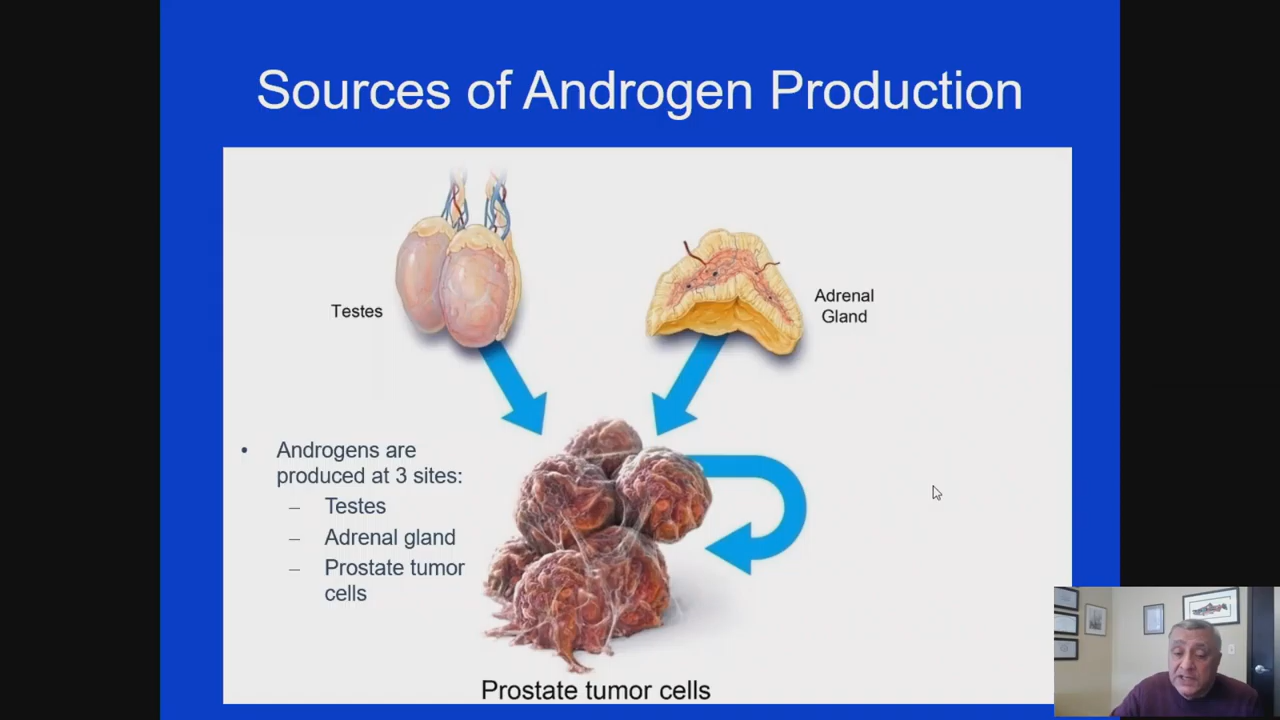 Sources of Androgen Production
Testes
Adrenal
Gland
• Androgens are
produced at 3 sites:
– Testes
– Adrenal gland
– Prostate tumor
cells
Prostate tumor cells